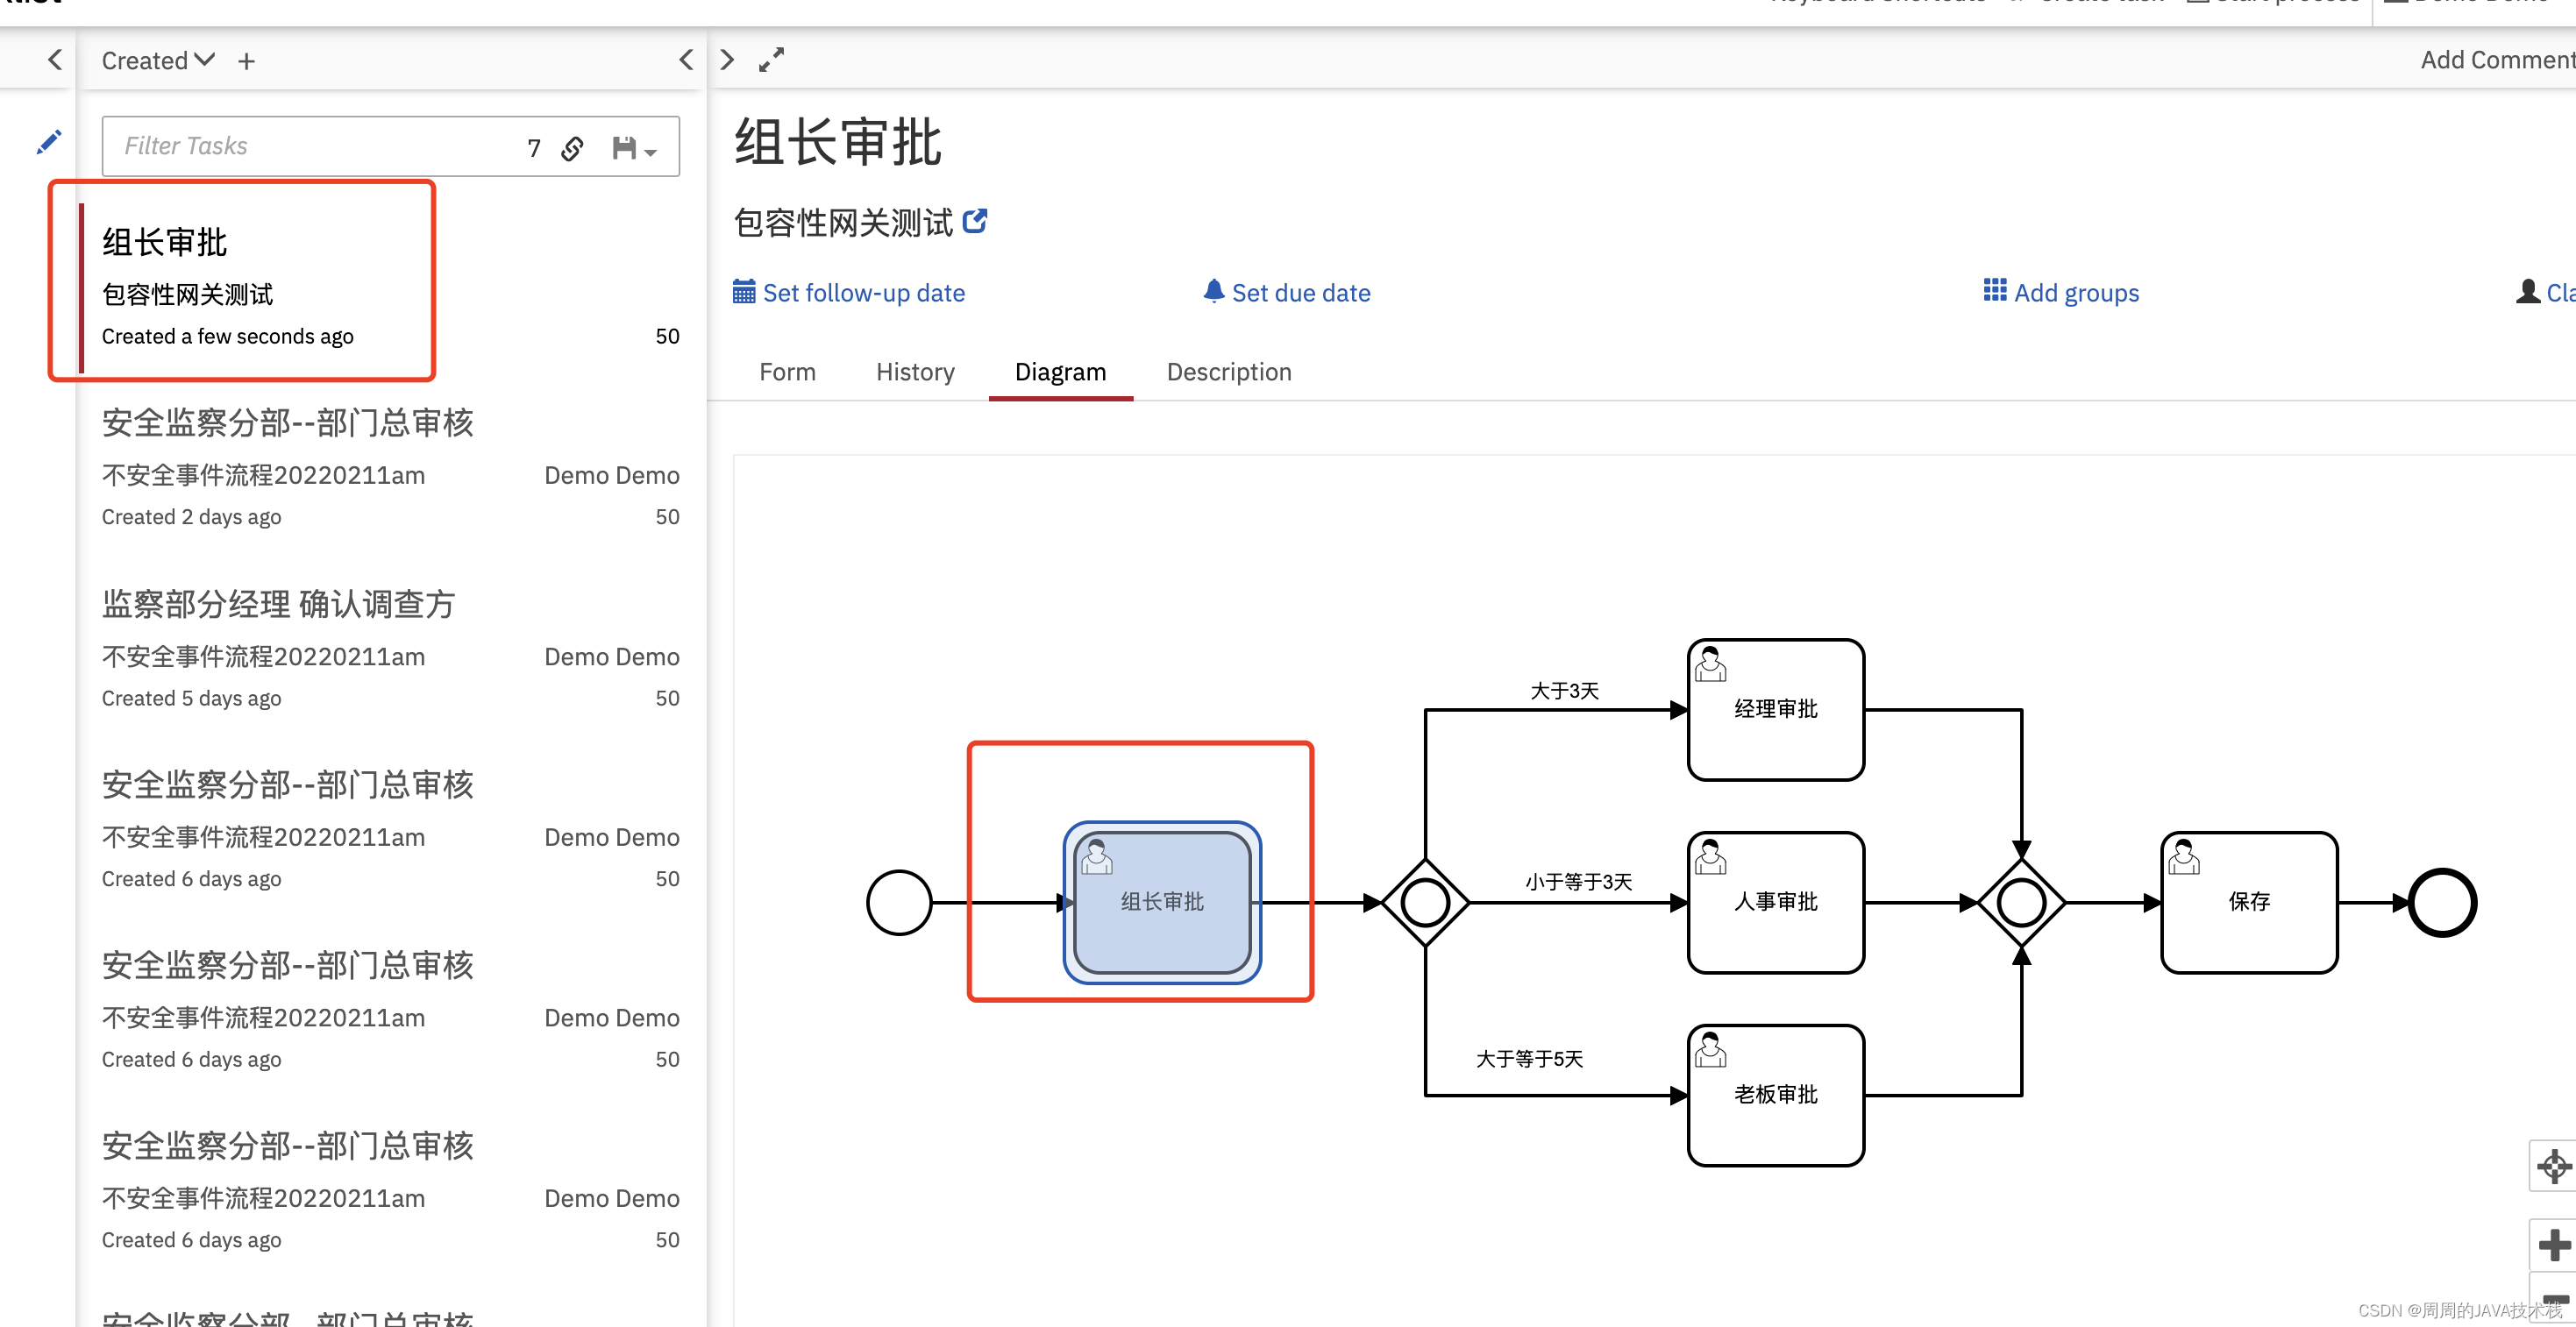 Created
Add Comment
Filter Tasks
7
组长审批
包容性网关测试
Created a few seconds ago
50
安全监察分部--部门总审核
不安全事件流程20220211am
Demo Demo
Created 2 days ago
50
监察部分经理 确认调查方
不安全事件流程20220211am
Demo Demo
Created 5 days ago
50
安全监察分部--部门总审核
不安全事件流程20220211am
Demo Demo
Created 6 days ago
50
安全监察分部--部门总审核
不安全事件流程20220211am
Demo Demo
Created 6 days ago
50
安全监察分部--部门总审核
不安全事件流程20220211am
Demo Demo
Created 6 days ago
50
安全监察分部--部门总审核
组长审批
包容性网关测试
Set follow-up date
Set due date
Add groups
Form
History
Diagram
Description
组长审批
大于3天
经理审批
小于等于3天
人事审批
大于等于5天
老板审批
保存
CSDN @周周的JAVA技术栈